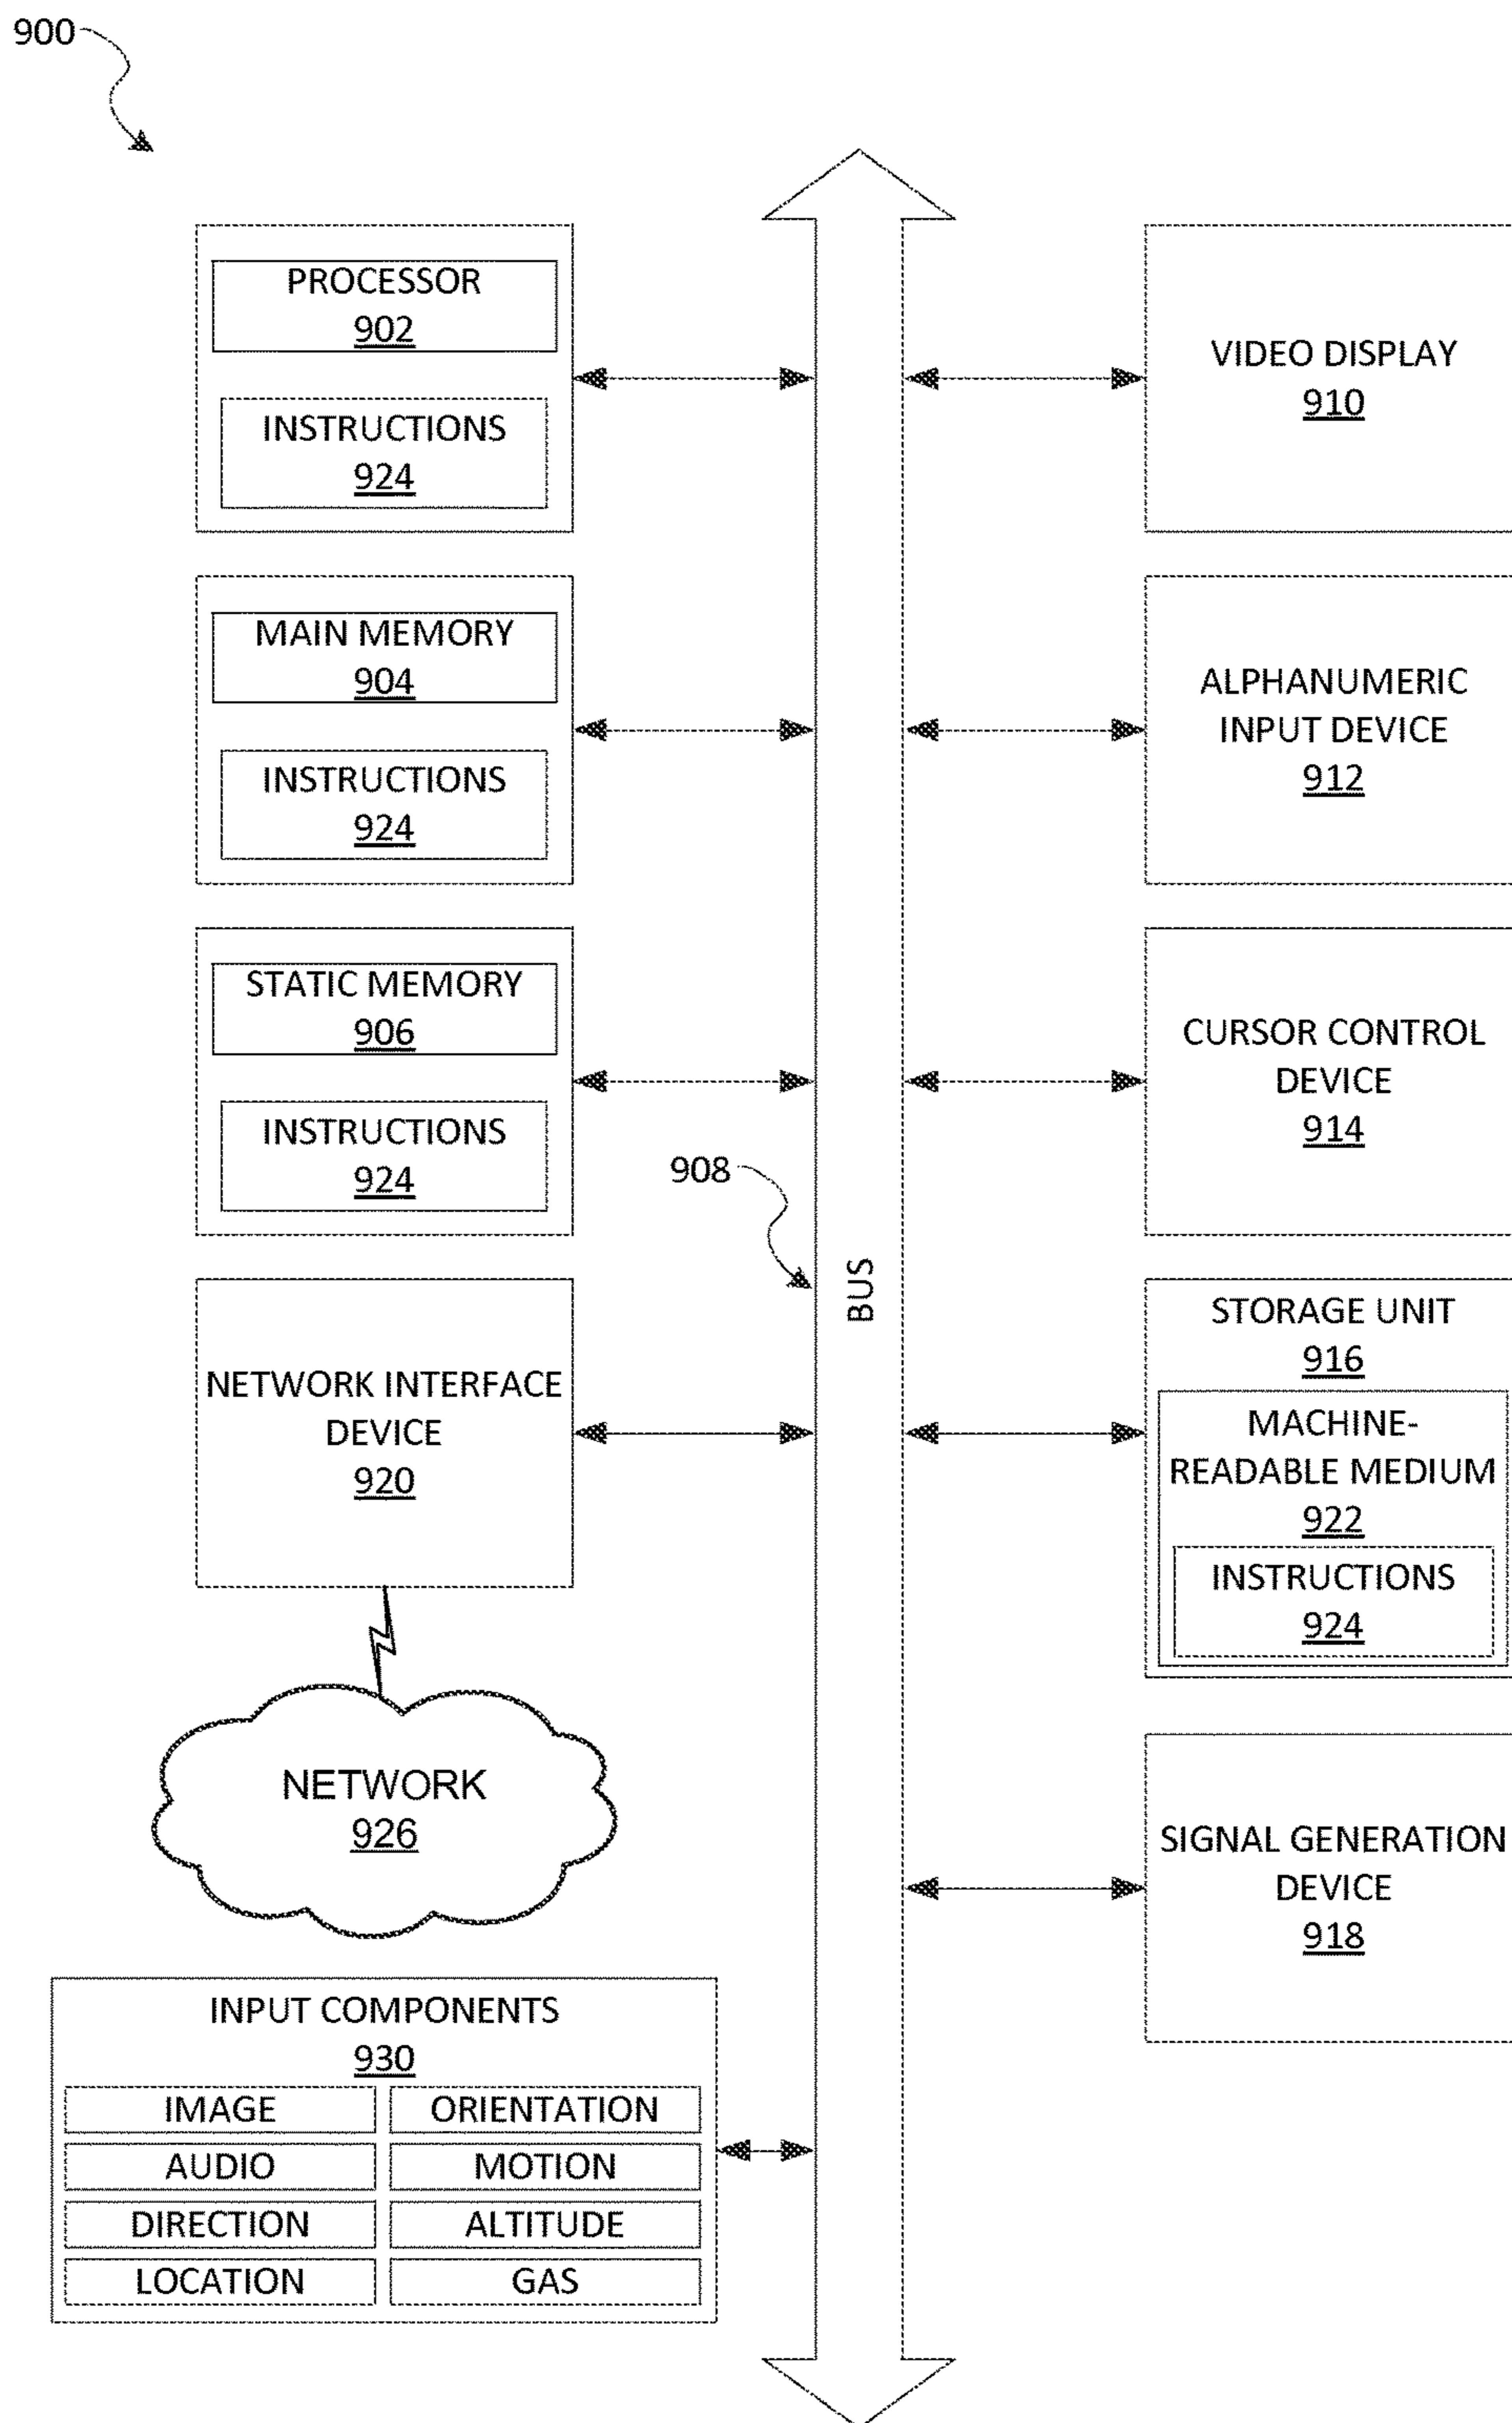 900
PROCESSOR
902
INSTRUCTIONS
924
MAIN MEMORY
904
INSTRUCTIONS
924
STATIC MEMORY
906
INSTRUCTIONS
924
NETWORK INTERFACE
DEVICE
920
NETWORK
926
INPUT COMPONENTS
930
IMAGE
ORIENTATION
AUDIO
MOTION
DIRECTION
ALTITUDE
LOCATION
GAS
908
BUS
VIDEO DISPLAY
910
ALPHANUMERIC
INPUT DEVICE
912
CURSOR CONTROL
DEVICE
914
STORAGE UNIT
916
MACHINE-
READABLE MEDIUM
922
INSTRUCTIONS
924
SIGNAL GENERATION
DEVICE
918